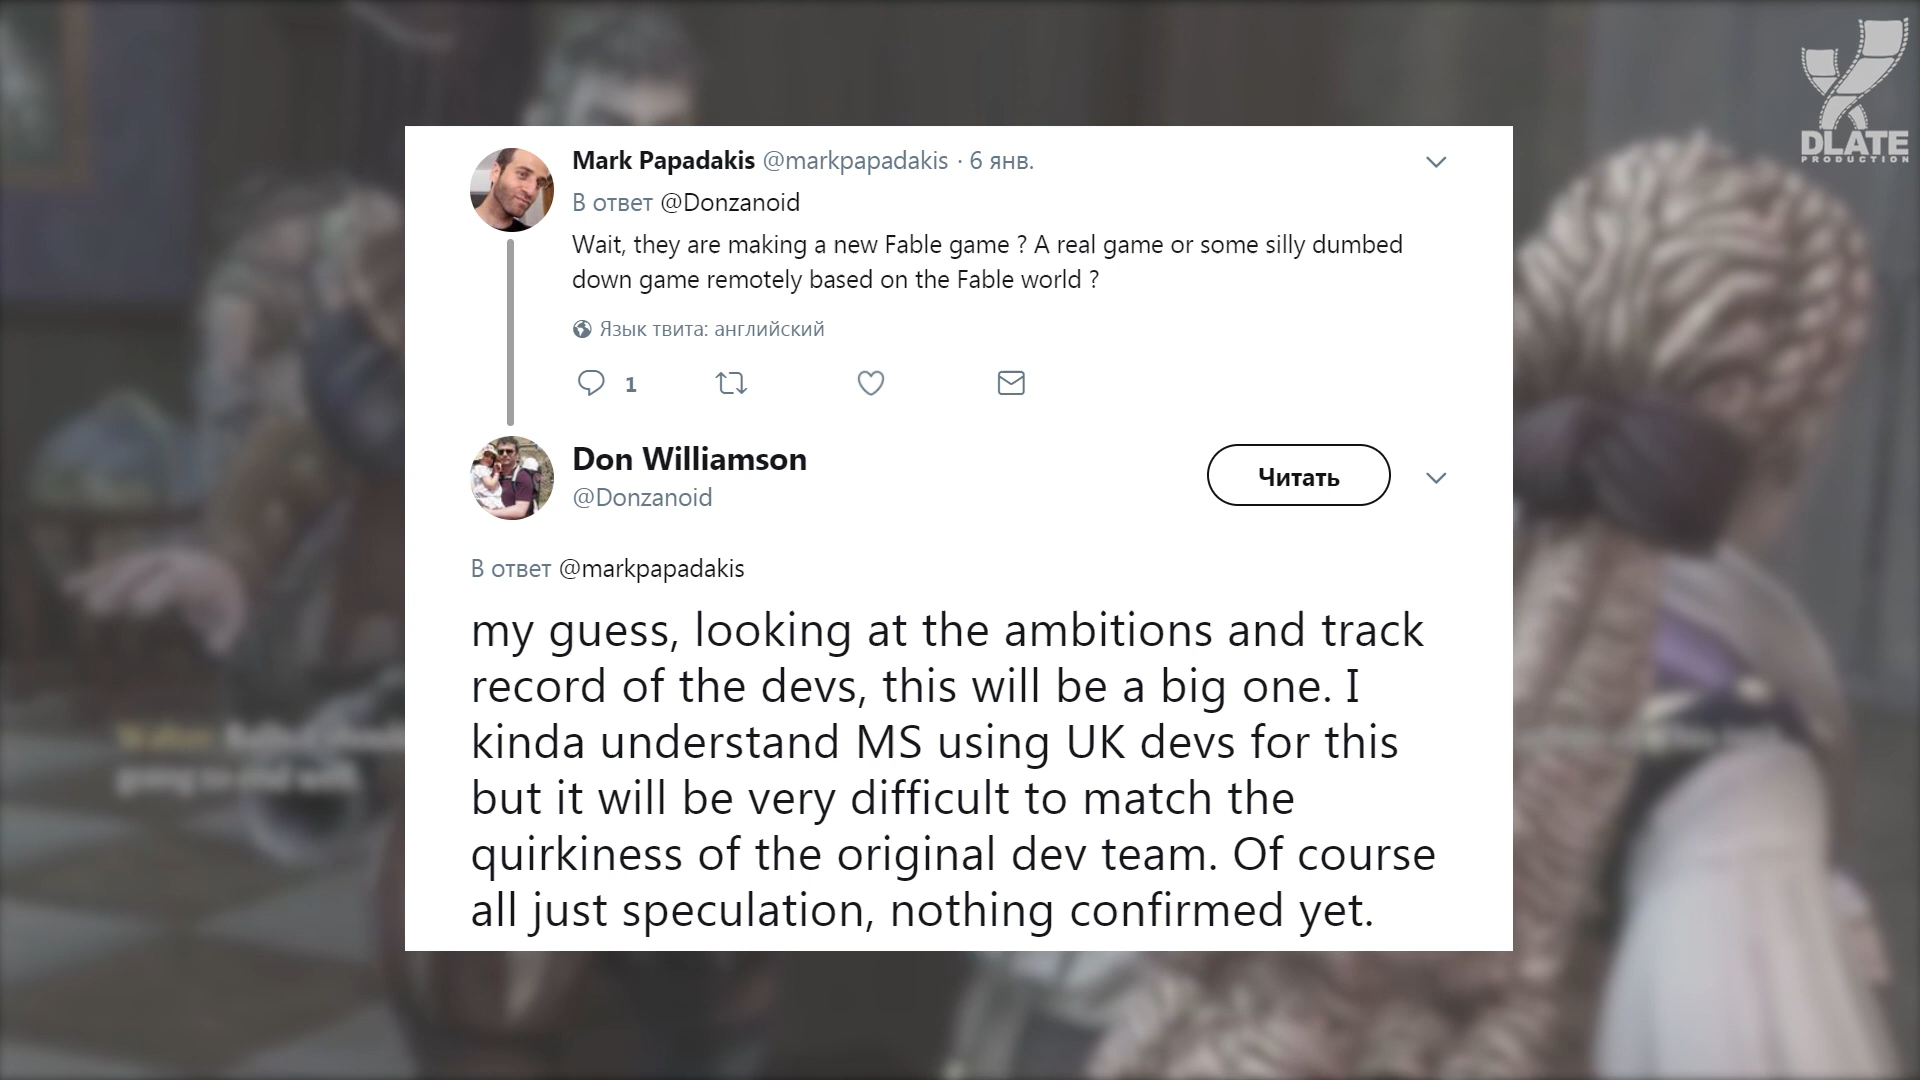 DLATE
PRODUCTION
Mark Papadakis @markpapadakis · 6 янв.
В ответ @Donzanoid
Wait, they are making a new Fable game ? A real game or some silly dumbed
down game remotely based on the Fable world ?
Язык твита: английский
1
Don Williamson
@Donzanoid
Читать
В ответ @markpapadakis
my guess, looking at the ambitions and track
record of the devs, this will be a big one. I
kinda understand MS using UK devs for this
but it will be very difficult to match the
quirkiness of the original dev team. Of course
all just speculation, nothing confirmed yet.